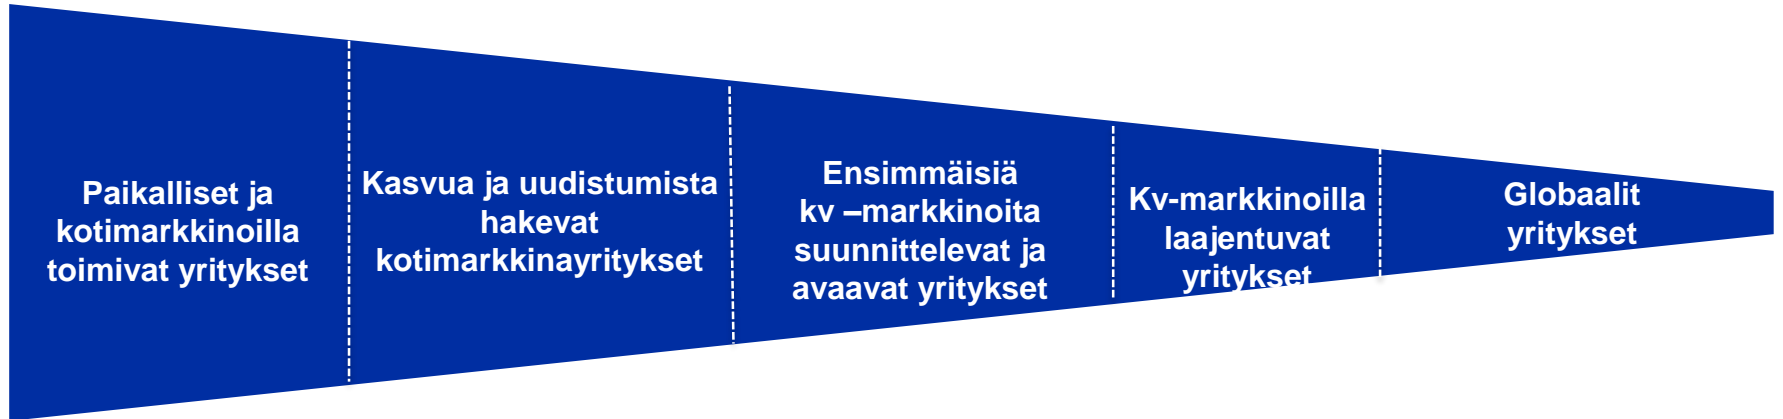 Paikalliset ja
kotimarkkinoilla
toimivat yritykset
Kasvua ja uudistumista
hakevat
kotimarkkinayritykset
Ensimmäisiä
kv –markkinoita
suunnittelevat ja
avaavat yritykset
Kv-markkinoilla
laajentuvat
yritykset
Globaalit
yritykset